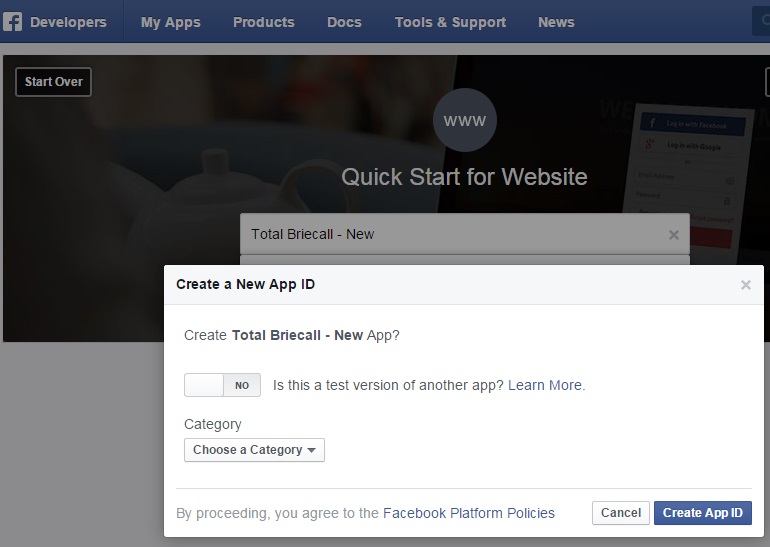 f Developers My Apps Products Docs Tools & Support News
Start Over
www
Quick Start for Website
f Log in with Facebook
g+ Log in with Google
Email Address
Password
Total Briecall - New ×
Create a New App ID ×
Create Total Briecall - New App?
NO Is this a test version of another app? Learn More.
Category
Choose a Category
By proceeding, you agree to the Facebook Platform Policies Cancel Create App ID